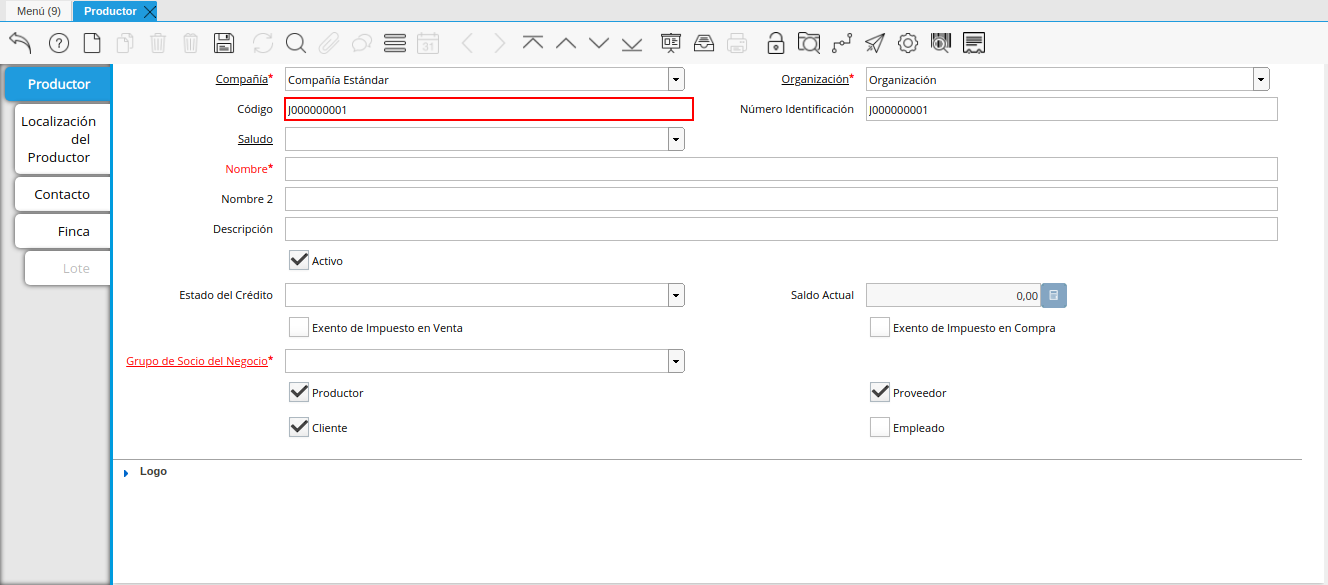 Menú (9) Productor
31
Productor
Localización
del
Productor
Contacto
Finca
Lote
Compañía* Compañía Estándar Organización* Organización
Código J000000001 Número Identificación J000000001
Saludo
Nombre*
Nombre 2
Descripción
Activo
Estado del Crédito Saldo Actual 0,00
Exento de Impuesto en Venta Exento de Impuesto en Compra
Grupo de Socio del Negocio*
Productor Proveedor
Cliente Empleado
Logo